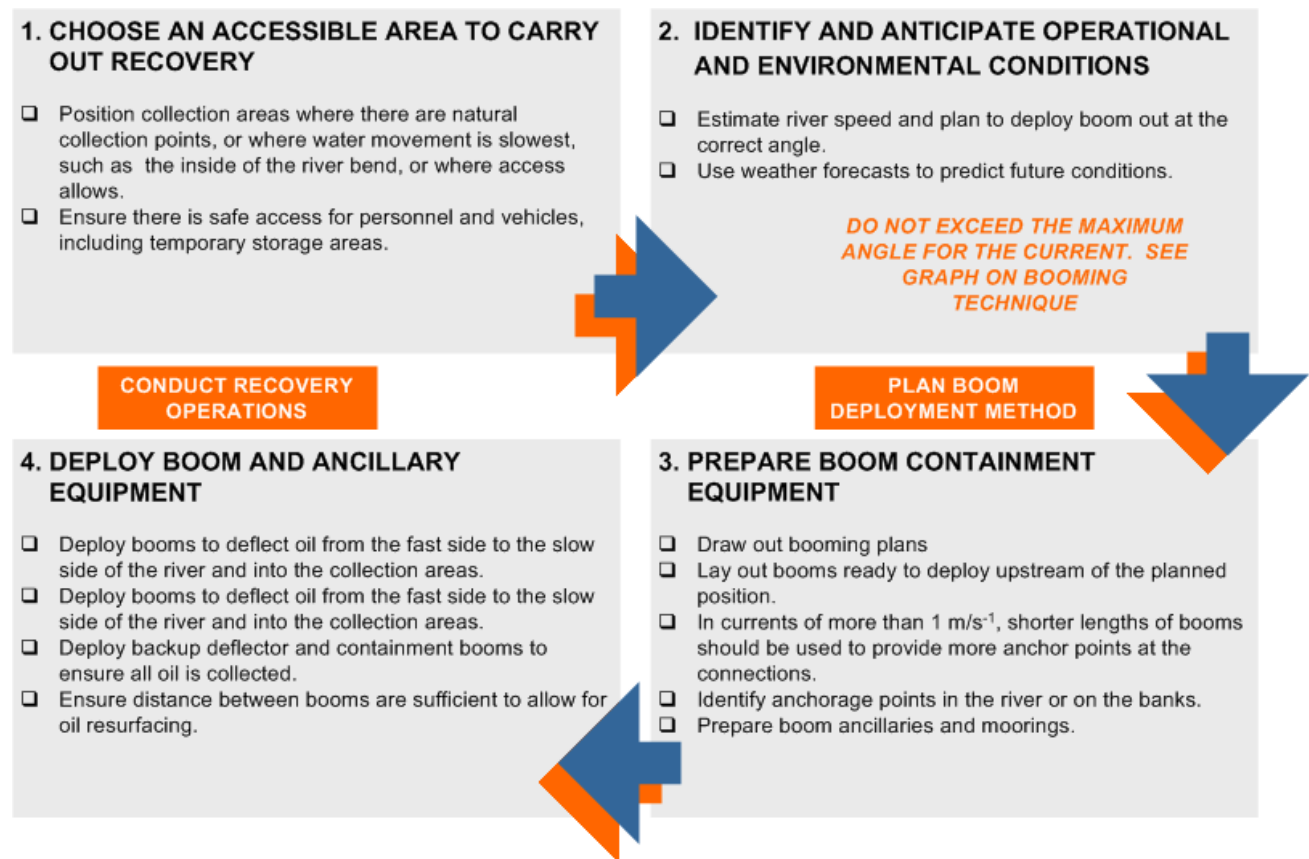 1. CHOOSE AN ACCESSIBLE AREA TO CARRY
OUT RECOVERY
❑ Position collection areas where there are natural
collection points, or where water movement is slowest,
such as the inside of the river bend, or where access
allows.
❑ Ensure there is safe access for personnel and vehicles,
including temporary storage areas.
2. IDENTIFY AND ANTICIPATE OPERATIONAL
AND ENVIRONMENTAL CONDITIONS
❑ Estimate river speed and plan to deploy boom out at the
correct angle.
❑ Use weather forecasts to predict future conditions.
DO NOT EXCEED THE MAXIMUM
ANGLE FOR THE CURRENT. SEE
GRAPH ON BOOMING
TECHNIQUE
CONDUCT RECOVERY
OPERATIONS
PLAN BOOM
DEPLOYMENT METHOD
4. DEPLOY BOOM AND ANCILLARY
EQUIPMENT
❑ Deploy booms to deflect oil from the fast side to the slow
side of the river and into the collection areas.
❑ Deploy booms to deflect oil from the fast side to the slow
side of the river and into the collection areas.
❑ Deploy backup deflector and containment booms to
ensure all oil is collected.
❑ Ensure distance between booms are sufficient to allow for
oil resurfacing.
3. PREPARE BOOM CONTAINMENT
EQUIPMENT
❑ Draw out booming plans
❑ Lay out booms ready to deploy upstream of the planned
position.
❑ In currents of more than 1 m/s⁻¹, shorter lengths of booms
should be used to provide more anchor points at the
connections.
❑ Identify anchorage points in the river or on the banks.
❑ Prepare boom ancillaries and moorings.